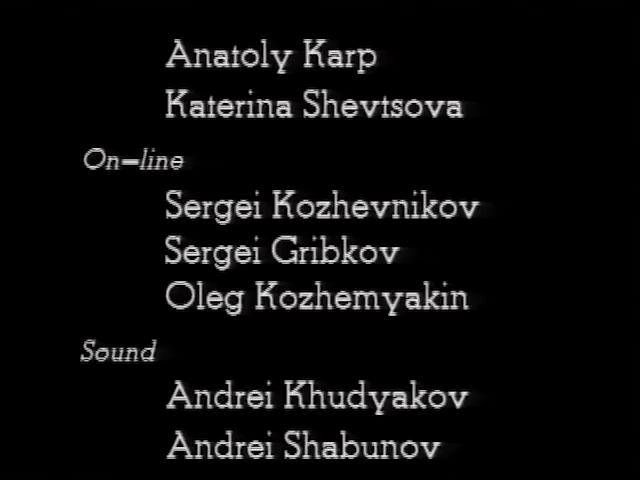 Anatoly Karp
Katerina Shevtsova
On-line
Sergei Kozhevnikov
Sergei Gribkov
Oleg Kozhemyakin
Sound
Andrei Khudyakov
Andrei Shabunov